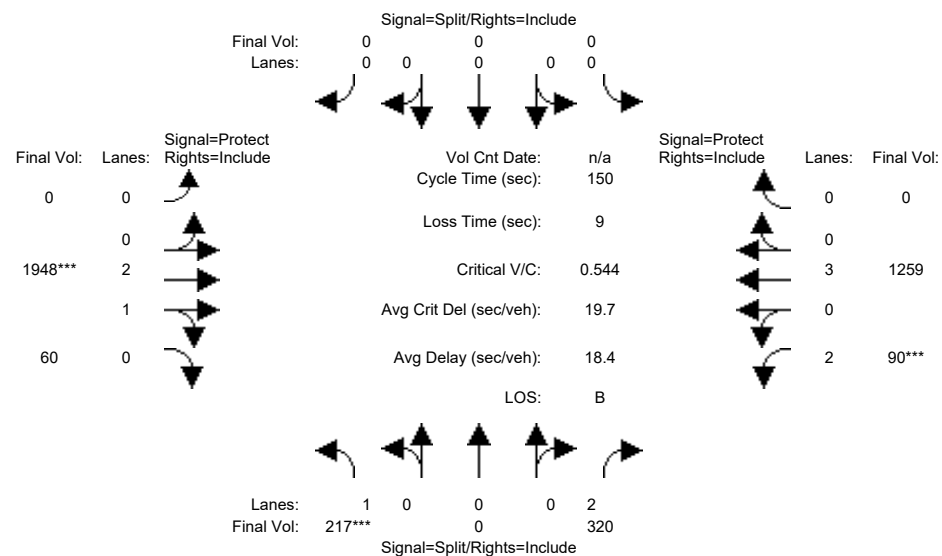 Signal=Split/Rights=Include
Final Vol: 0 0 0
Lanes: 0 0 0 0 0
Signal=Protect Signal=Protect
Final Vol: Lanes: Rights=Include Vol Cnt Date: n/a Rights=Include Lanes: Final Vol:
Cycle Time (sec): 150
0 0 0 0
Loss Time (sec): 9
0 0
1948*** 2 Critical V/C: 0.544 3 1259
1 Avg Crit Del (sec/veh): 19.7 0
60 0 Avg Delay (sec/veh): 18.4 2 90***
LOS: B
Lanes: 1 0 0 0 2
Final Vol: 217*** 0 320
Signal=Split/Rights=Include